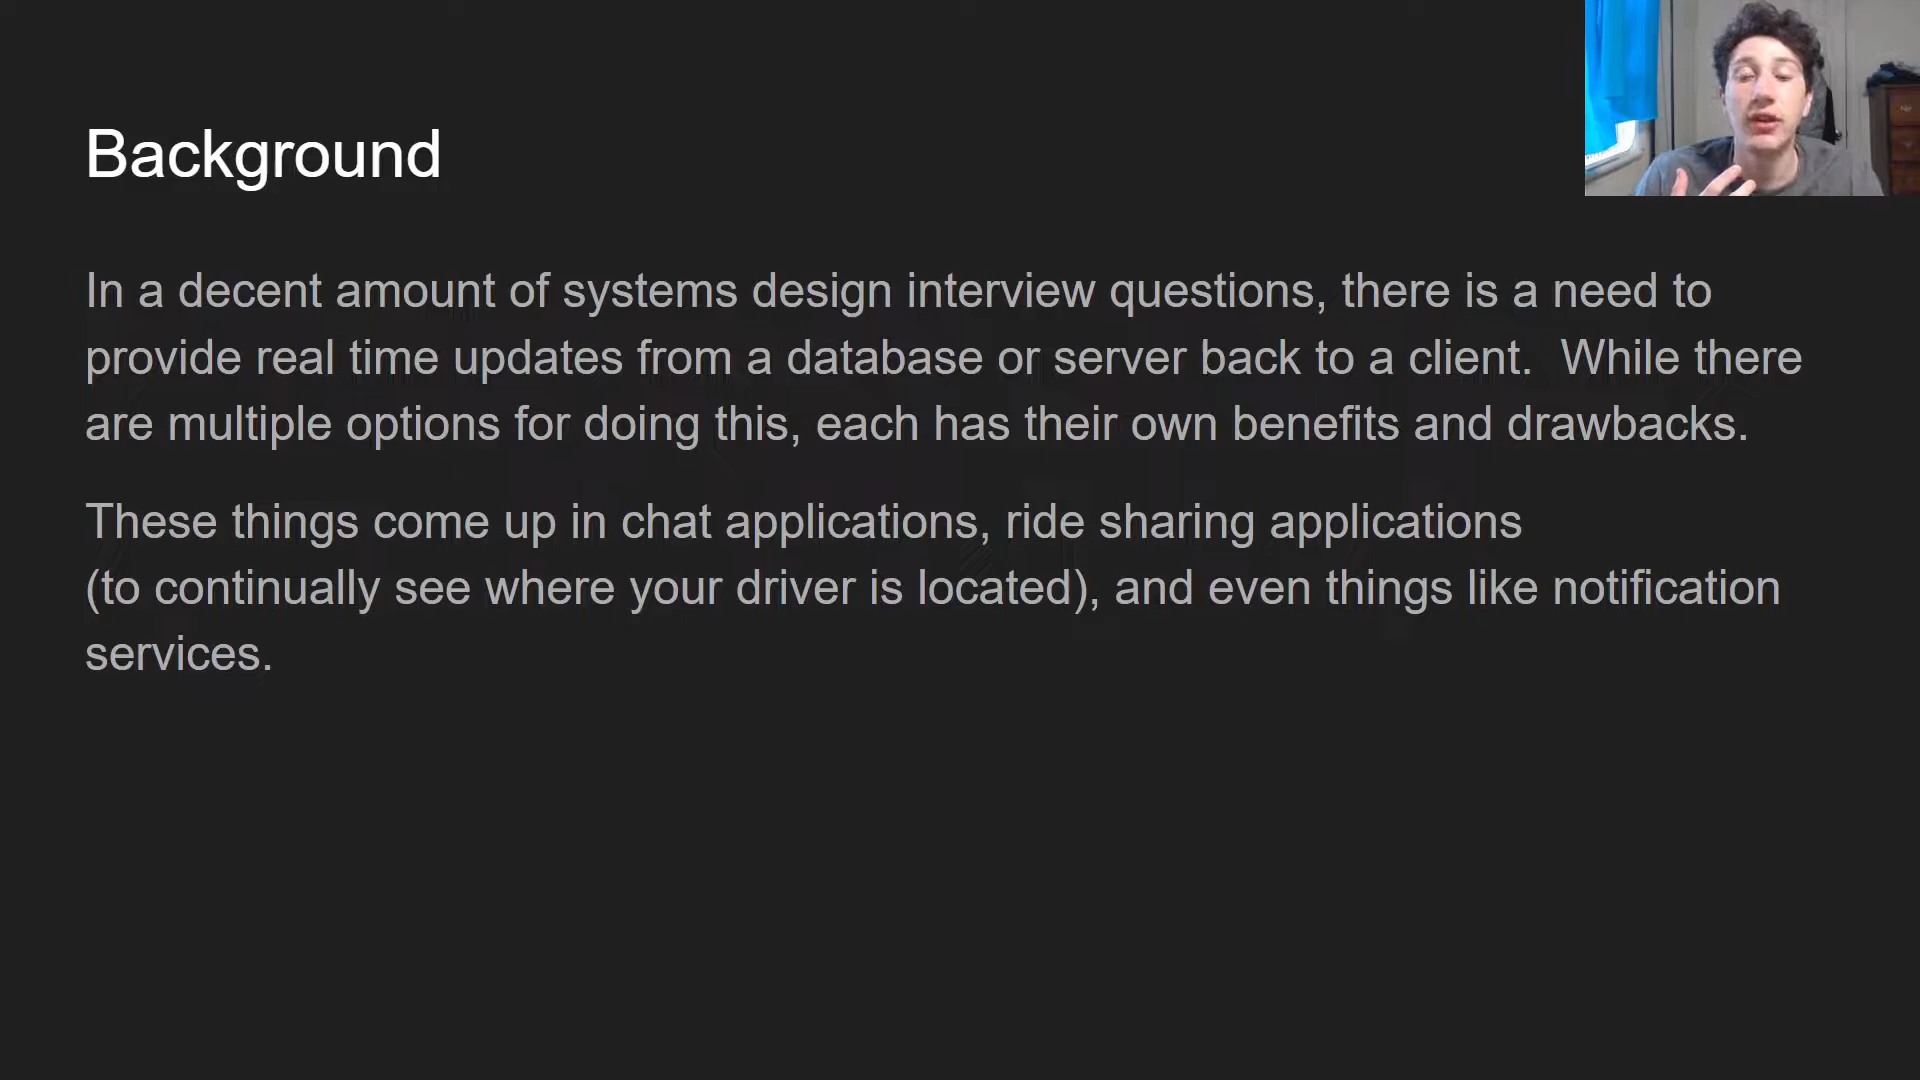 Background
In a decent amount of systems design interview questions, there is a need to
provide real time updates from a database or server back to a client.  While there
are multiple options for doing this, each has their own benefits and drawbacks.
These things come up in chat applications, ride sharing applications
(to continually see where your driver is located), and even things like notification
services.